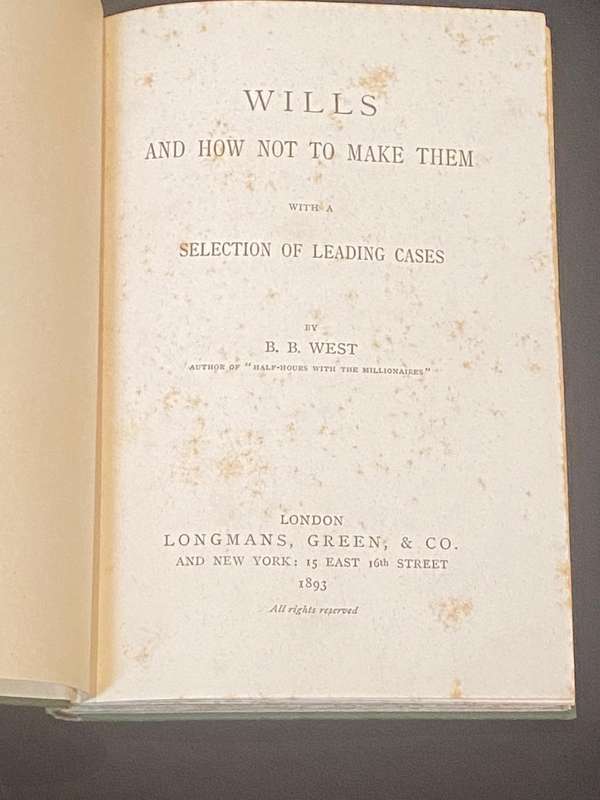 WILLS
AND HOW NOT TO MAKE THEM
WITH A
SELECTION OF LEADING CASES
BY
B. B. WEST
AUTHOR OF "HALF-HOURS WITH THE MILLIONAIRES"
LONDON
LONGMANS, GREEN, & CO.
AND NEW YORK: 15 EAST 16th STREET
1893
All rights reserved